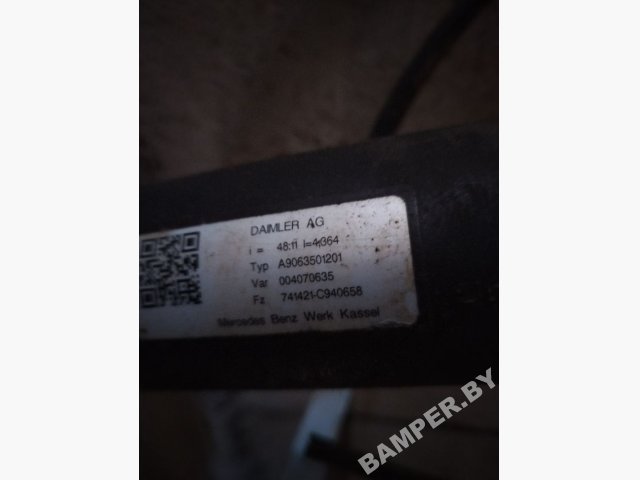 DAIMLER AG
i = 48:11 I=4,364
Typ A9063501201
Var 004070635
Fz 741421-C940658
Mercedes Benz Werk Kassel
BAMPER.BY